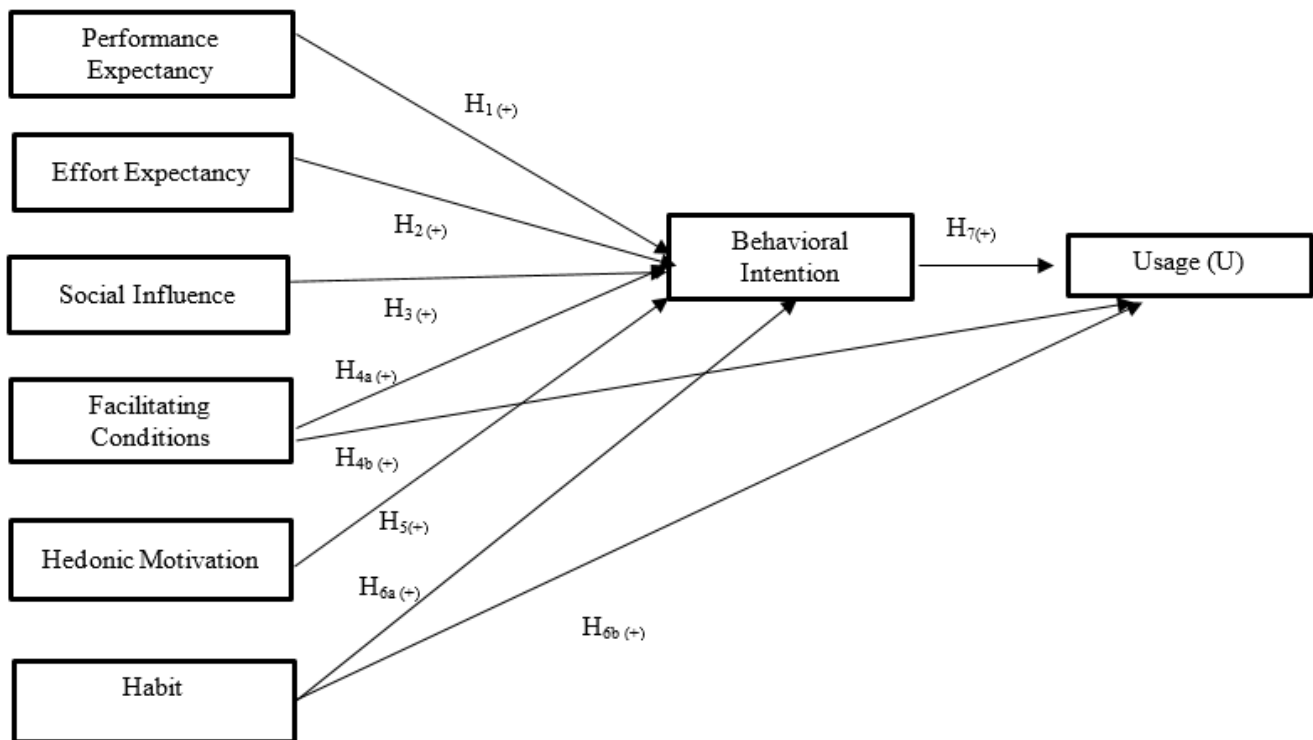 Performance
Expectancy
H1 (+)
Effort Expectancy
H2 (+)
Behavioral
Intention
H7(+)
Usage (U)
Social Influence
H3 (+)
H4a (+)
Facilitating
Conditions
H4b (+)
H5(+)
Hedonic Motivation
H6a (+)
H6b (+)
Habit